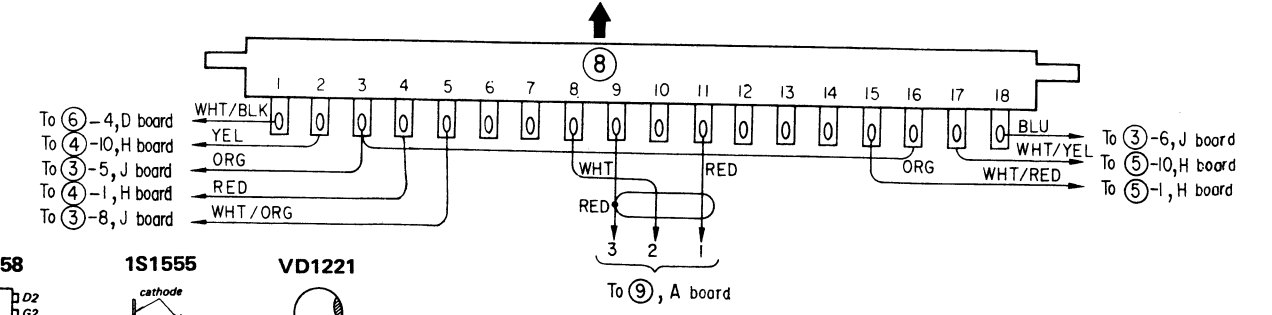 8
1 2 3 4 5 6 7 8 9 10 11 12 13 14 15 16 17 18
WHT/BLK
To 6-4, D board
YEL
To 4-10, H board
ORG
To 3-5, J board
RED
To 4-1, H board
WHT/ORG
To 3-8, J board
WHT
RED
RED
3 2 1
To 9, A board
ORG
BLU
To 3-6, J board
WHT/YEL
To 5-10, H board
WHT/RED
To 5-1, H board
58
1S1555
VD1221
D2
G2
cathode